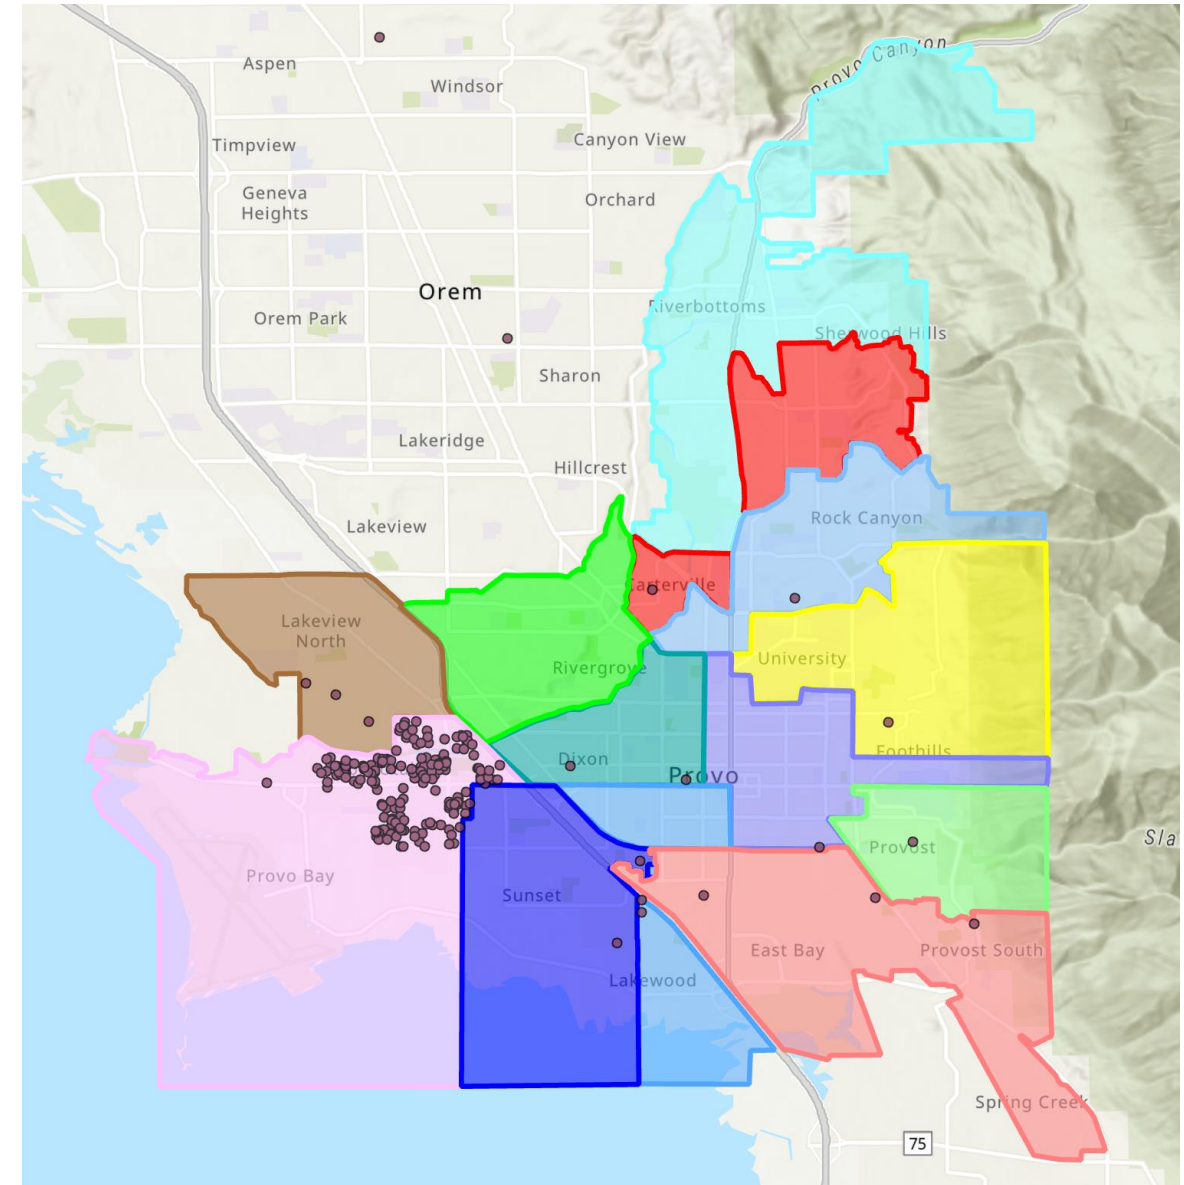 Provo Canyon
Aspen
Windsor
Timpview
Canyon View
Geneva
Heights
Orchard
Orem
Riverbottoms
Orem Park
Sherwood Hills
Sharon
Lakeridge
Hillcrest
Rock Canyon
Lakeview
Carterville
Lakeview
North
Rivergrove
University
Foothills
Dixon
Provo
Sla
Provost
Provo Bay
Sunset
East Bay
Provost South
Lakewood
Spring Creek
75